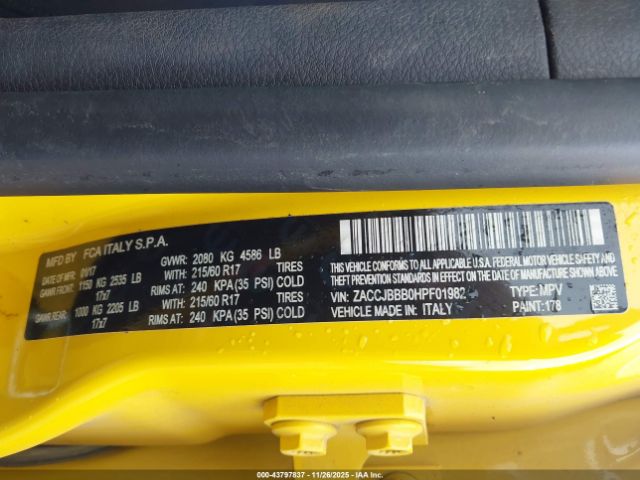 MFD BY FCA ITALY S.P.A.
DATE OF MFR: 01/17 GVWR: 2080 KG 4586 LB
GAWR FRONT: 1150 KG 2535 LB WITH: 215/60 R17 TIRES
17x7 RIMS AT: 240 KPA(35 PSI) COLD
GAWR REAR: 1000 KG 2205 LB WITH: 215/60 R17 TIRES
17x7 RIMS AT: 240 KPA(35 PSI) COLD
THIS VEHICLE CONFORMS TO ALL APPLICABLE U.S.A. FEDERAL MOTOR VEHICLE SAFETY,
BUMPER AND THEFT PREVENTION STANDARDS IN EFFECT ON THE DATE OF MANUFACTURE
SHOWN ABOVE.
VIN: ZACCJBBB0HPF01982 TYPE: MPV
VEHICLE MADE IN: ITALY PAINT: 178
000-43797837 11/26/2025 IAAI.COM